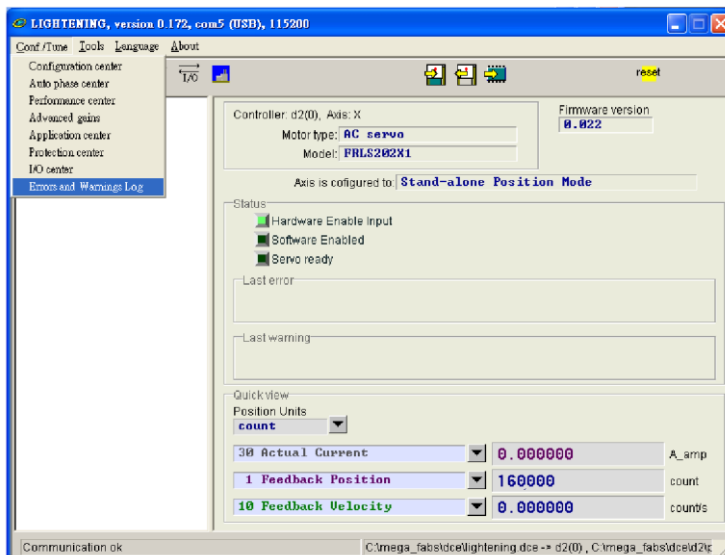 LIGHTENING, version 0.172, com5 (USB), 115200
Conf./Tune Tools Language About
Configuration center
Auto phase center
Performance center
Advanced gains
Application center
Protection center
I/O center
Errors and Warnings Log
I/O
reset
Controller: d2(0), Axis: X
Motor type: AC servo
Model: FRLS202X1
Firmware version
0.022
Axis is cofigured to: Stand-alone Position Mode
Status
Hardware Enable Input
Software Enabled
Servo ready
Last error
Last warning
Quick view
Position Units
count
30 Actual Current 0.000000 A_amp
1 Feedback Position 160000 count
10 Feedback Velocity 0.000000 count/s
Communication ok C:\mega_fabs\dce\lightening.dce -> d2(0) , C:\mega_fabs\dce\d2\